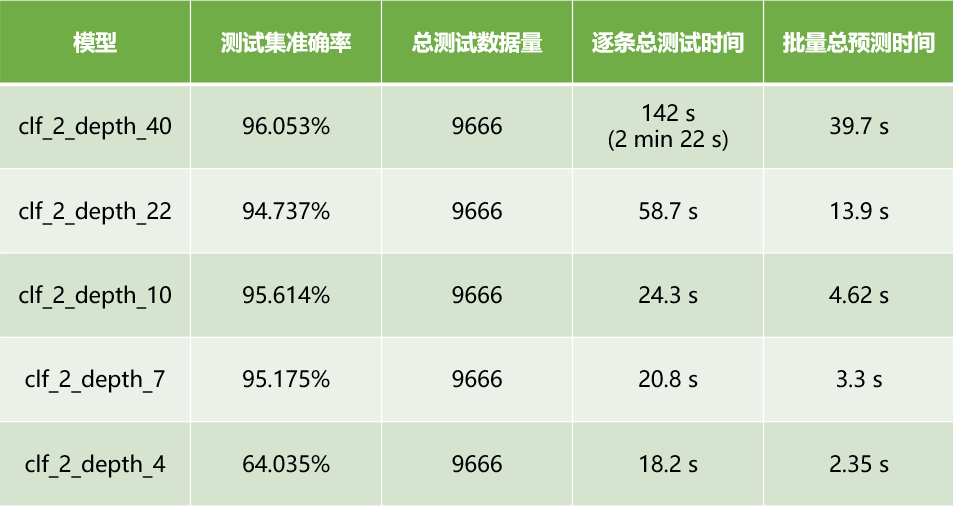 模型 测试集准确率 总测试数据量 逐条总测试时间 批量总预测时间
clf_2_depth_40 96.053% 9666 142 s (2 min 22 s) 39.7 s
clf_2_depth_22 94.737% 9666 58.7 s 13.9 s
clf_2_depth_10 95.614% 9666 24.3 s 4.62 s
clf_2_depth_7 95.175% 9666 20.8 s 3.3 s
clf_2_depth_4 64.035% 9666 18.2 s 2.35 s